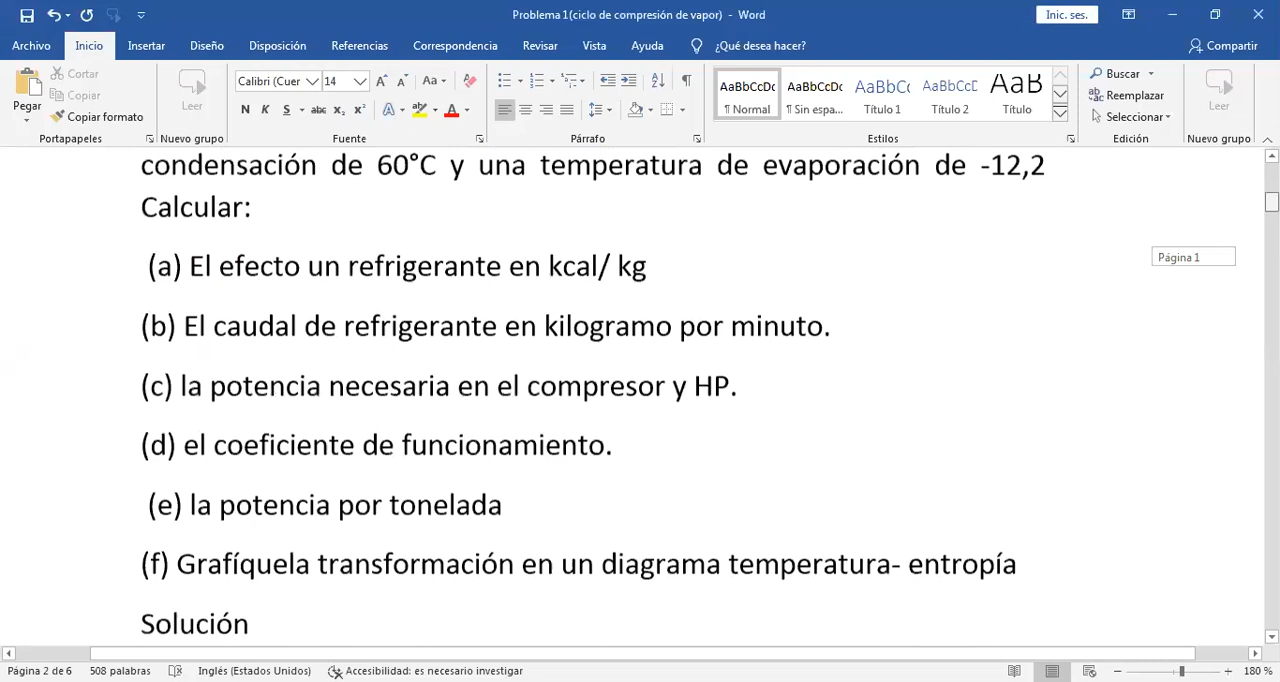 Problema 1(ciclo de compresión de vapor) - Word
Inic. ses.
Archivo Inicio Insertar Diseño Disposición Referencias Correspondencia Revisar Vista Ayuda ¿Qué desea hacer? Compartir
Pegar
Cortar
Copiar
Copiar formato
Portapapeles
Leer
Nuevo grupo
Calibri (Cuer 14
Fuente
Párrafo
AaBbCcDc AaBbCcDc AaBbCc AaBbCcD AaB
¶ Normal ¶ Sin espa... Título 1 Título 2 Título
Estilos
Buscar
Reemplazar
Seleccionar
Edición
Leer
Nuevo grupo
condensación de 60°C y una temperatura de evaporación de -12,2
Calcular:
(a) El efecto un refrigerante en kcal/ kg
Página 1
(b) El caudal de refrigerante en kilogramo por minuto.
(c) la potencia necesaria en el compresor y HP.
(d) el coeficiente de funcionamiento.
(e) la potencia por tonelada
(f) Grafíquela transformación en un diagrama temperatura- entropía
Solución
Página 2 de 6 508 palabras Inglés (Estados Unidos) Accesibilidad: es necesario investigar 180 %